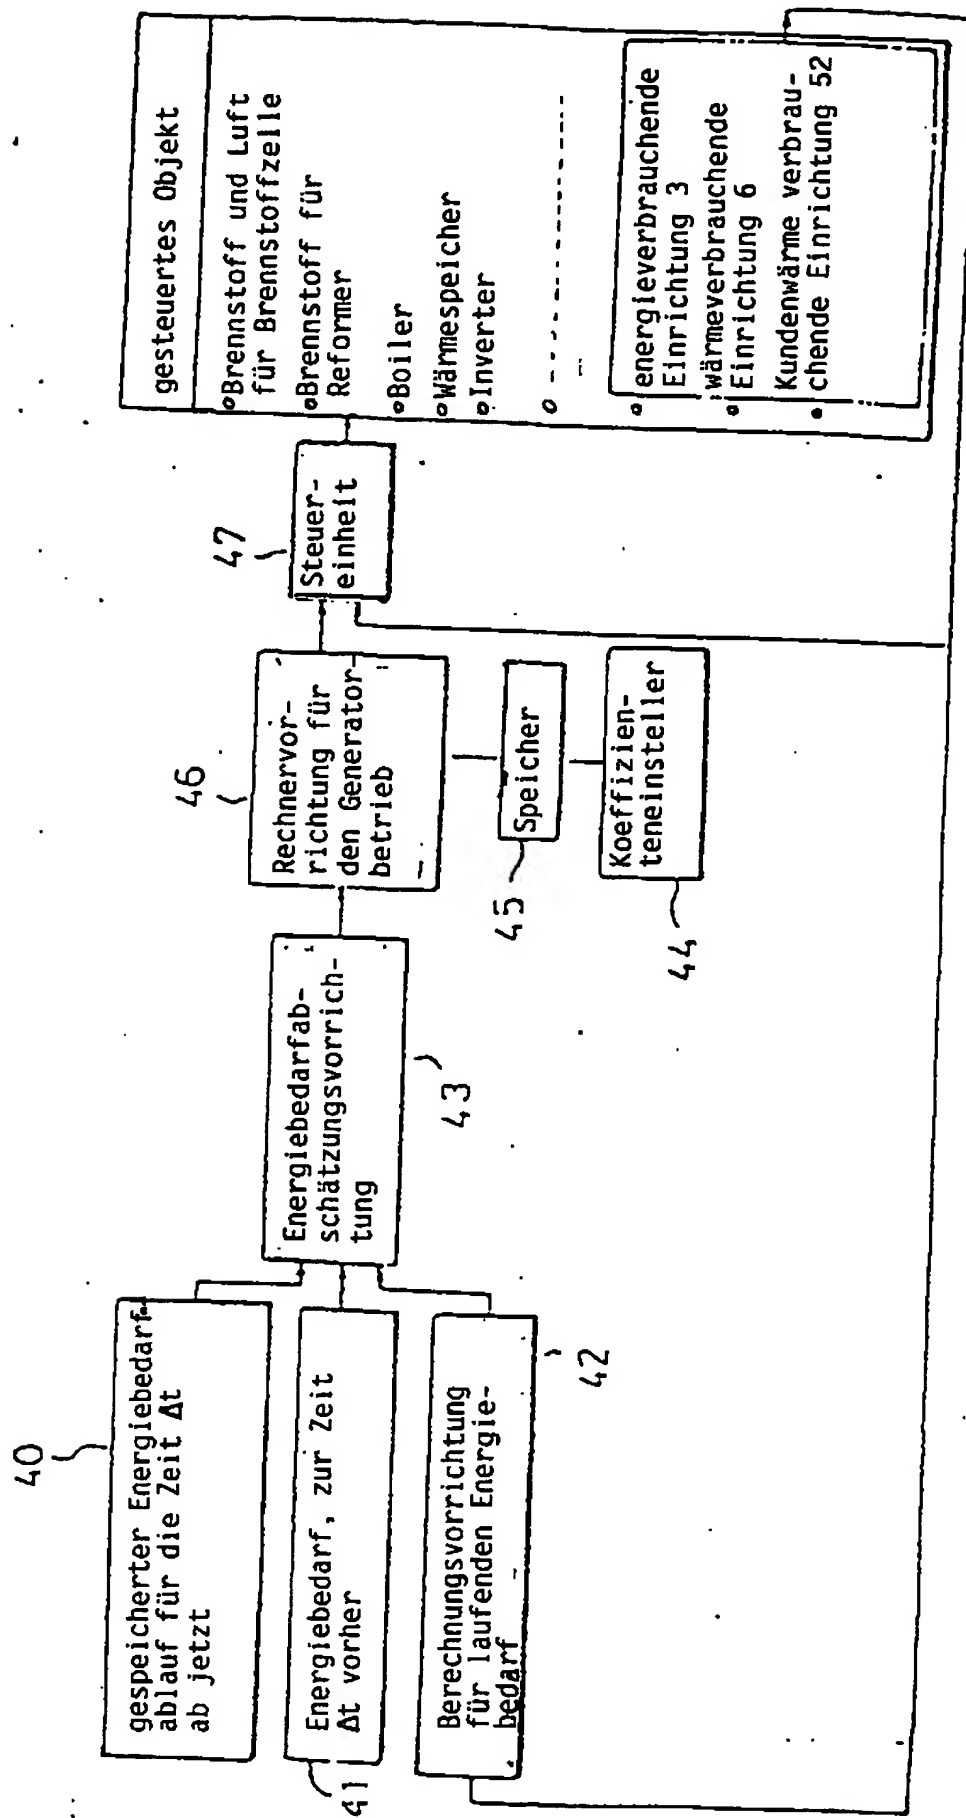 40
gespeicherter Energiebedarf-
ablauf für die Zeit Δt
ab jetzt
41
Energiebedarf, zur Zeit
Δt vorher
42
Berechnungsvorrichtung
für laufenden Energie-
bedarf
43
Energiebedarfab-
schätzungsvorrich-
tung
46
Rechnervor-
richtung für
den Generator-
betrieb
45
Speicher
44
Koeffizien-
teneinsteller
47
Steuer-
einheit
gesteuertes Objekt
Brennstoff und Luft
für Brennstoffzelle
Brennstoff für
Reformer
Boiler
Wärmespeicher
Inverter
energieverbrauchende
Einrichtung 3
wärmeverbrauchende
Einrichtung 6
Kundenwärme verbrau-
chende Einrichtung 52